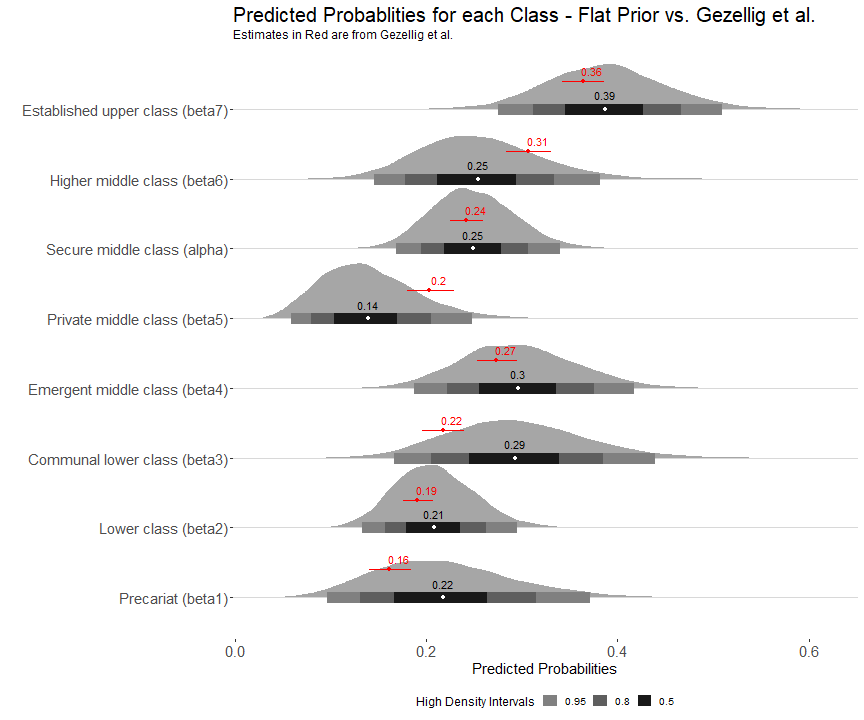 Predicted Probablities for each Class - Flat Prior vs. Gezellig et al.
Estimates in Red are from Gezellig et al.
0.36
Established upper class (beta7)
0.39
0.31
Higher middle class (beta6)
0.25
0.24
Secure middle class (alpha)
0.25
0.2
Private middle class (beta5)
0.14
0.27
Emergent middle class (beta4)
0.3
0.22
Communal lower class (beta3)
0.29
0.19
Lower class (beta2)
0.21
0.16
Precariat (beta1)
0.22
0.0 0.2 0.4 0.6
Predicted Probabilities
High Density Intervals 0.95 0.8 0.5